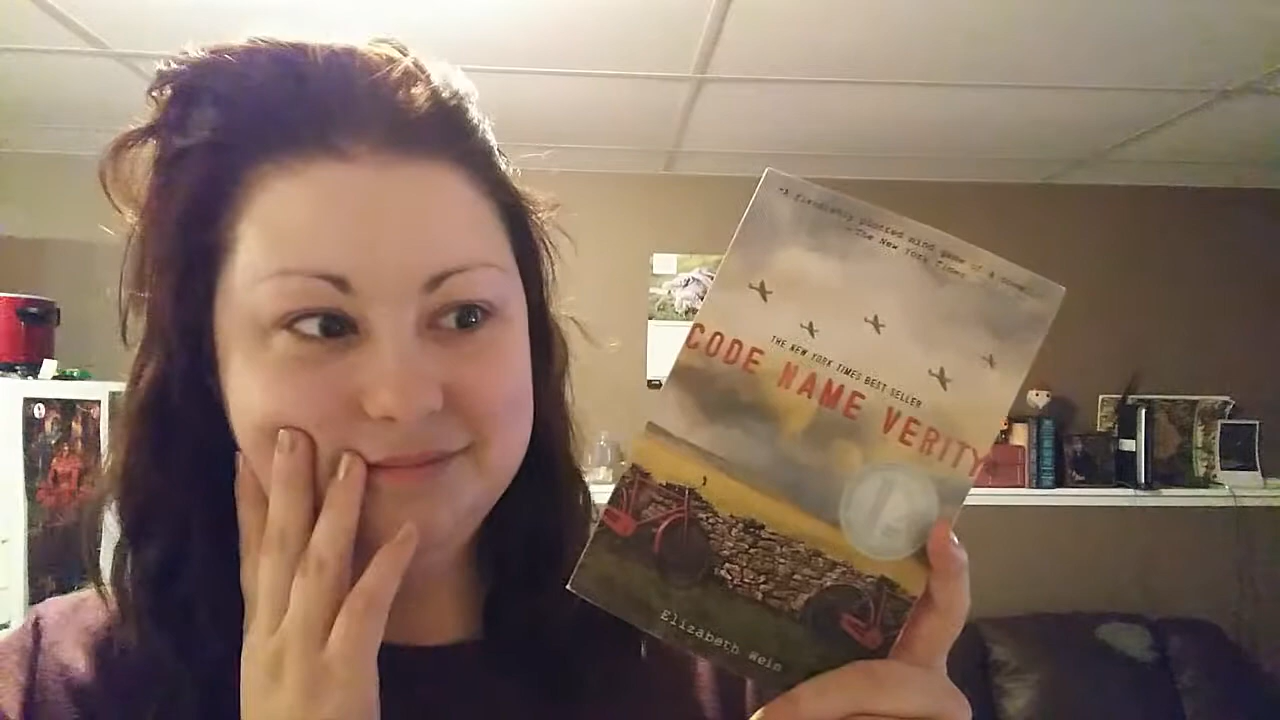 "A fiendishly plotted mind game of a novel."
—The New York Times
THE NEW YORK TIMES BEST SELLER
CODE NAME VERITY
Elizabeth Wein